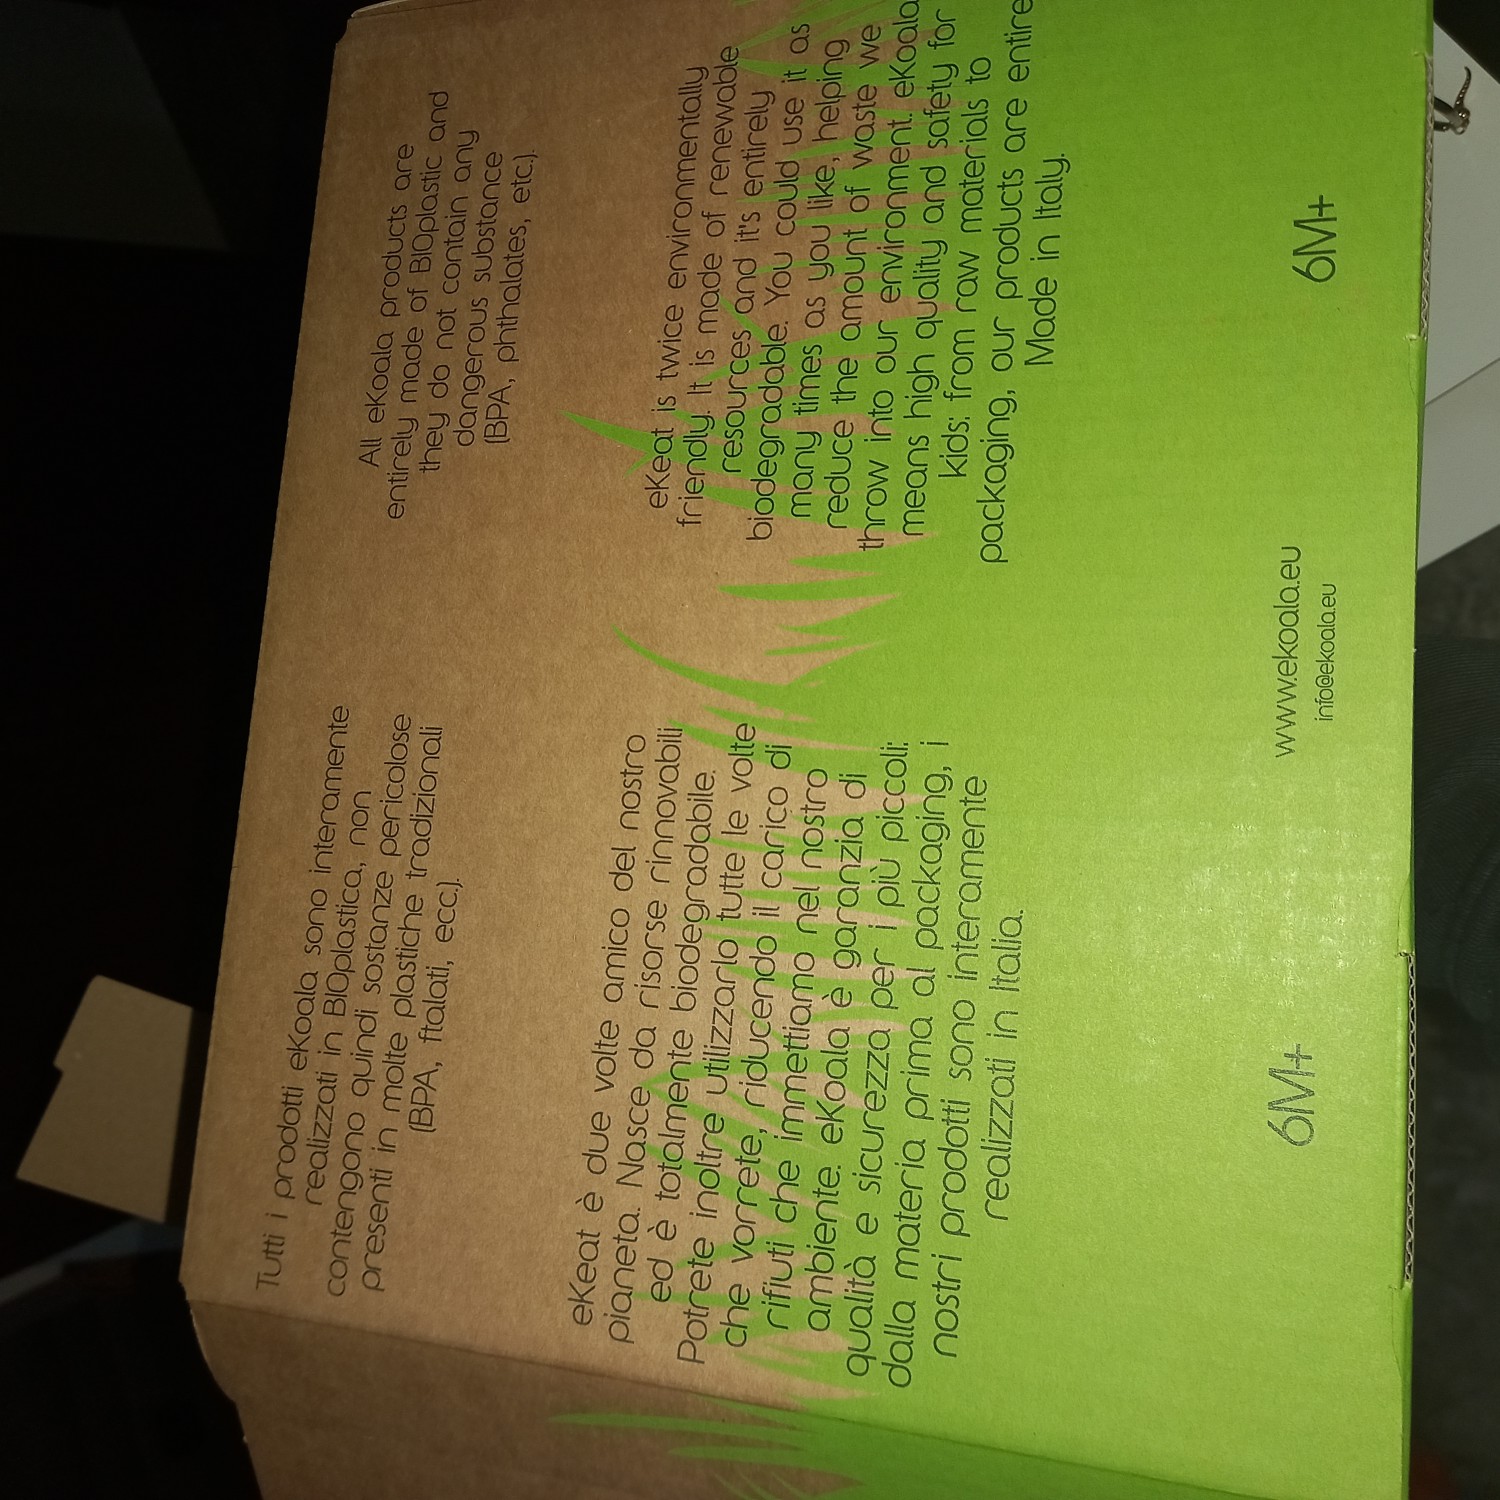 Tutti i prodotti eKoala sono interamente
realizzati in BIOplastica, non
contengono quindi sostanze pericolose
presenti in molte plastiche tradizionali
(BPA, ftalati, ecc.).
eKeat è due volte amico del nostro
pianeta. Nasce da risorse rinnovabili
ed è totalmente biodegradabile.
Potrete inoltre utilizzarlo tutte le volte
che vorrete, riducendo il carico di
rifiuti che immettiamo nel nostro
ambiente. eKoala è garanzia di
qualità e sicurezza per i più piccoli:
dalla materia prima al packaging, i
nostri prodotti sono interamente
realizzati in Italia.
6M+
All eKoala products are
entirely made of BIOplastic and
they do not contain any
dangerous substance
(BPA, phthalates, etc.).
eKeat is twice environmentally
friendly. It is made of renewable
resources and it's entirely
biodegradable. You could use it as
many times as you like, helping
reduce the amount of waste we
throw into our environment. eKoala
means high quality and safety for
kids: from raw materials to
packaging, our products are entire
Made in Italy.
6M+
www.ekoala.eu
info@ekoala.eu